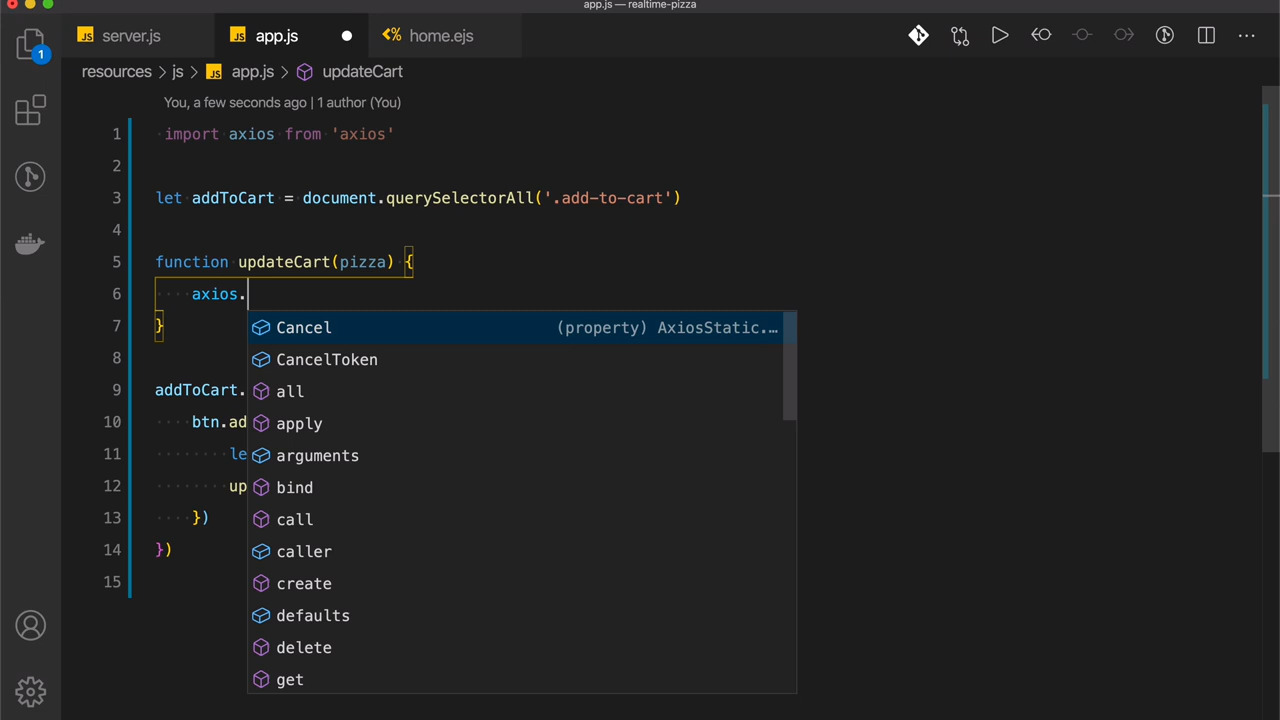 app.js — realtime-pizza
JS server.js
JS app.js
home.ejs
1
resources > js > JS app.js > updateCart
You, a few seconds ago | 1 author (You)
1 import axios from 'axios'
2
3 let addToCart = document.querySelectorAll('.add-to-cart')
4
5 function updateCart(pizza) {
6 axios.
7 }
8
9 addToCart.
10 btn.ad
11 le
12 up
13 })
14 })
15
Cancel (property) AxiosStatic.…
CancelToken
all
apply
arguments
bind
call
caller
create
defaults
delete
get